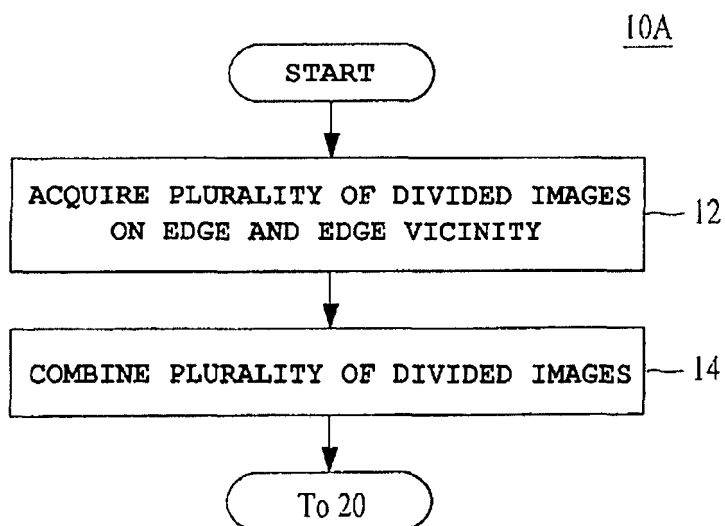 10A
START
ACQUIRE PLURALITY OF DIVIDED IMAGES
ON EDGE AND EDGE VICINITY
12
COMBINE PLURALITY OF DIVIDED IMAGES
14
To 20